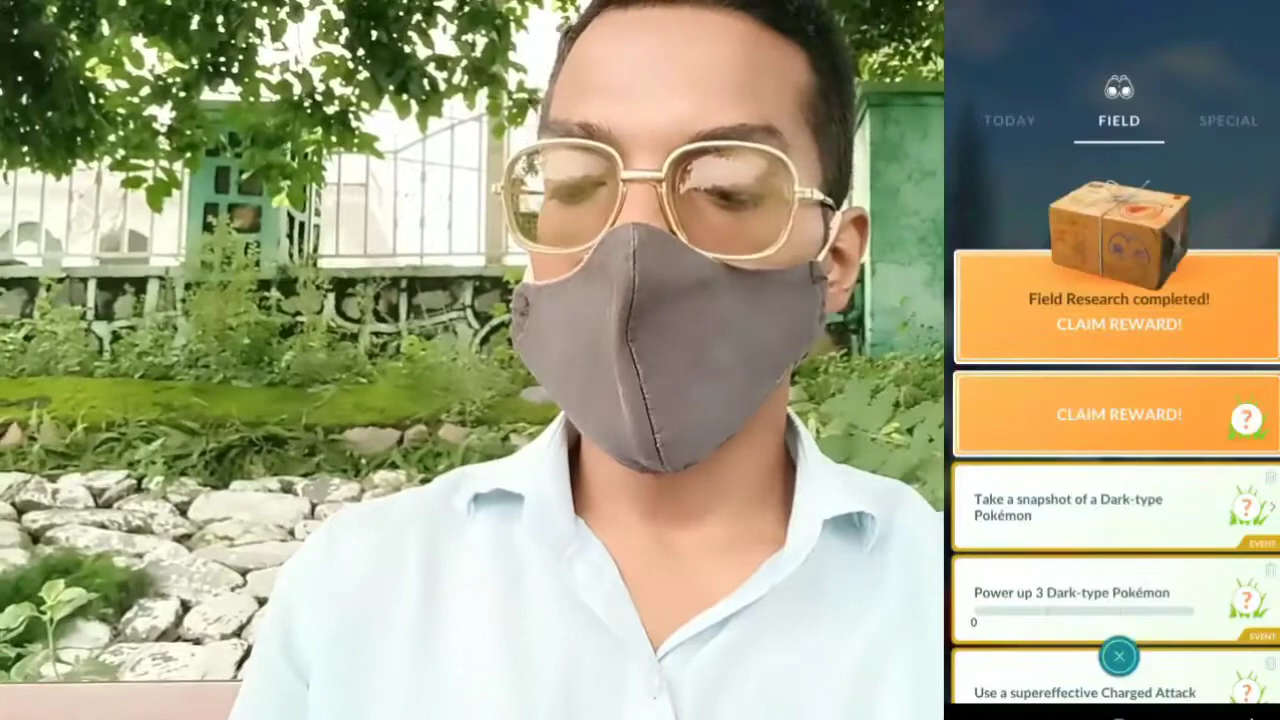 TODAY FIELD SPECIAL
Field Research completed!
CLAIM REWARD!
CLAIM REWARD!
?
Take a snapshot of a Dark-type
Pokémon
?
EVENT
Power up 3 Dark-type Pokémon
0
?
EVENT
Use a supereffective Charged Attack
?